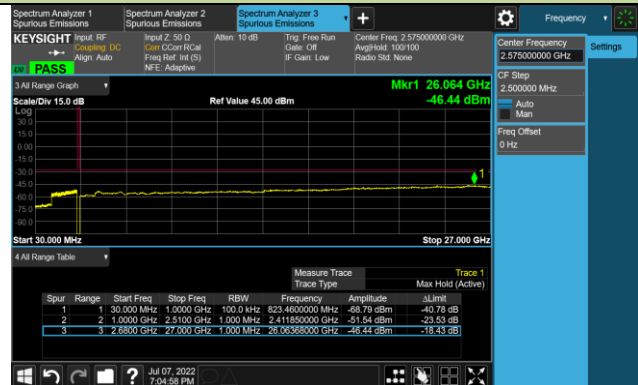 Spectrum Analyzer 1
Spurious Emissions
Spectrum Analyzer 2
Spurious Emissions
Spectrum Analyzer 3
Spurious Emissions
+
Frequency
KEYSIGHT
Input: RF
Coupling: DC
Align: Auto
Input Z: 50 Ω
Corr CCorr RCal
Freq Ref: Int (S)
NFE: Adaptive
Atten: 10 dB
Trig: Free Run
Gate: Off
IF Gain: Low
Center Freq: 2.575000000 GHz
Avg|Hold: 100/100
Radio Std: None
PASS
Center Frequency
2.575000000 GHz
Settings
CF Step
2.500000 MHz
Auto
Man
Freq Offset
0 Hz
3 All Range Graph
Mkr1 26.064 GHz
Scale/Div 15.0 dB
Ref Value 45.00 dBm
-46.44 dBm
Log
30.0
15.0
0.00
-15.0
-30.0
-45.0
-60.0
-75.0
-90.0
1
Start 30.000 MHz
Stop 27.000 GHz
4 All Range Table
Measure Trace
Trace 1
Trace Type
Max Hold (Active)
Spur Range Start Freq Stop Freq RBW Frequency Amplitude ΔLimit
1 1 30.000 MHz 1.0000 GHz 100.0 kHz 823.4600000 MHz -68.79 dBm -40.78 dB
2 2 1.0000 GHz 2.5100 GHz 1.000 MHz 2.411850000 GHz -51.54 dBm -23.53 dB
3 3 2.6800 GHz 27.000 GHz 1.000 MHz 26.06368000 GHz -46.44 dBm -18.43 dB
?
Jul 07, 2022
7:04:58 PM